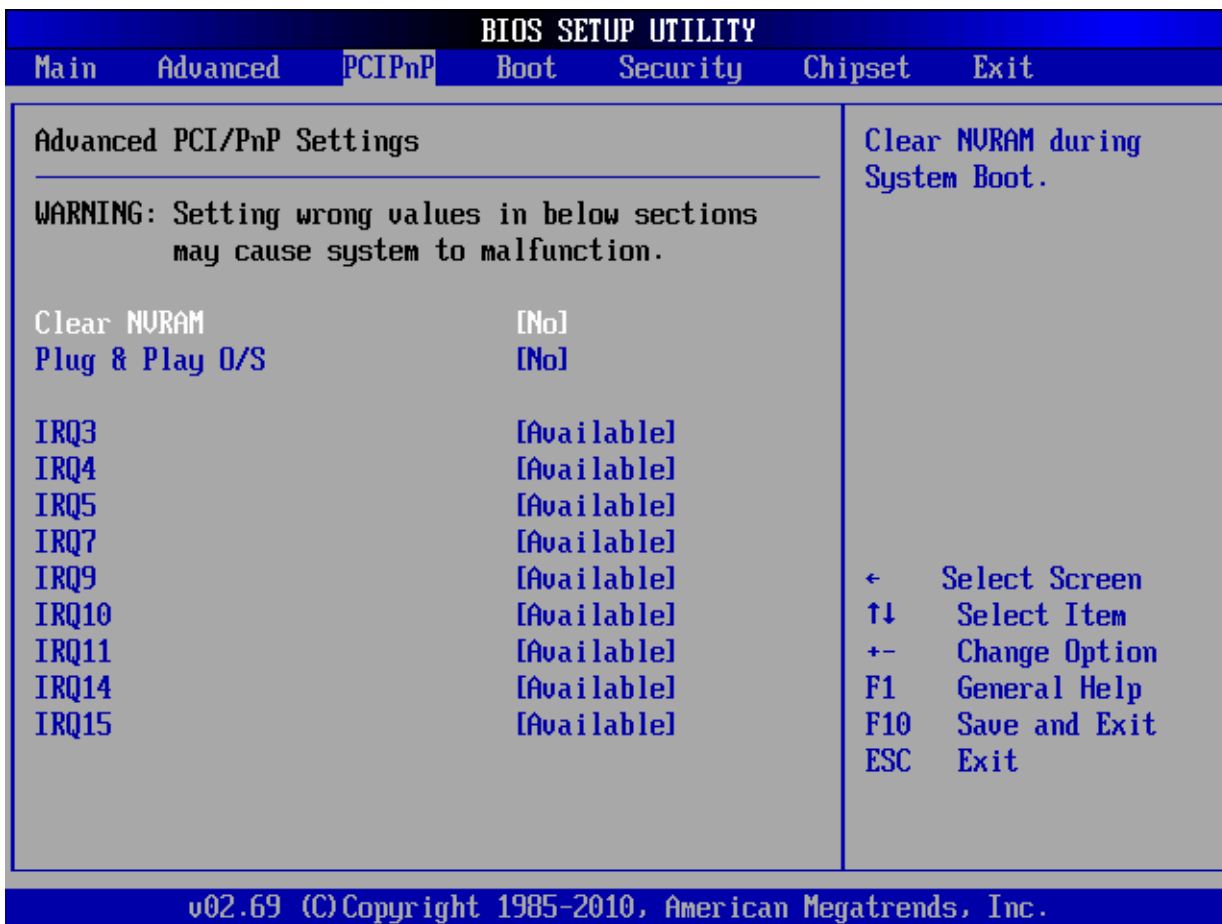 BIOS SETUP UTILITY
Main Advanced PCIPnP Boot Security Chipset Exit
Advanced PCI/PnP Settings
WARNING: Setting wrong values in below sections
may cause system to malfunction.
Clear NVRAM [No]
Plug & Play O/S [No]
IRQ3 [Available]
IRQ4 [Available]
IRQ5 [Available]
IRQ7 [Available]
IRQ9 [Available]
IRQ10 [Available]
IRQ11 [Available]
IRQ14 [Available]
IRQ15 [Available]
Clear NVRAM during
System Boot.
← Select Screen
↑↓ Select Item
+- Change Option
F1 General Help
F10 Save and Exit
ESC Exit
v02.69 (C)Copyright 1985-2010, American Megatrends, Inc.